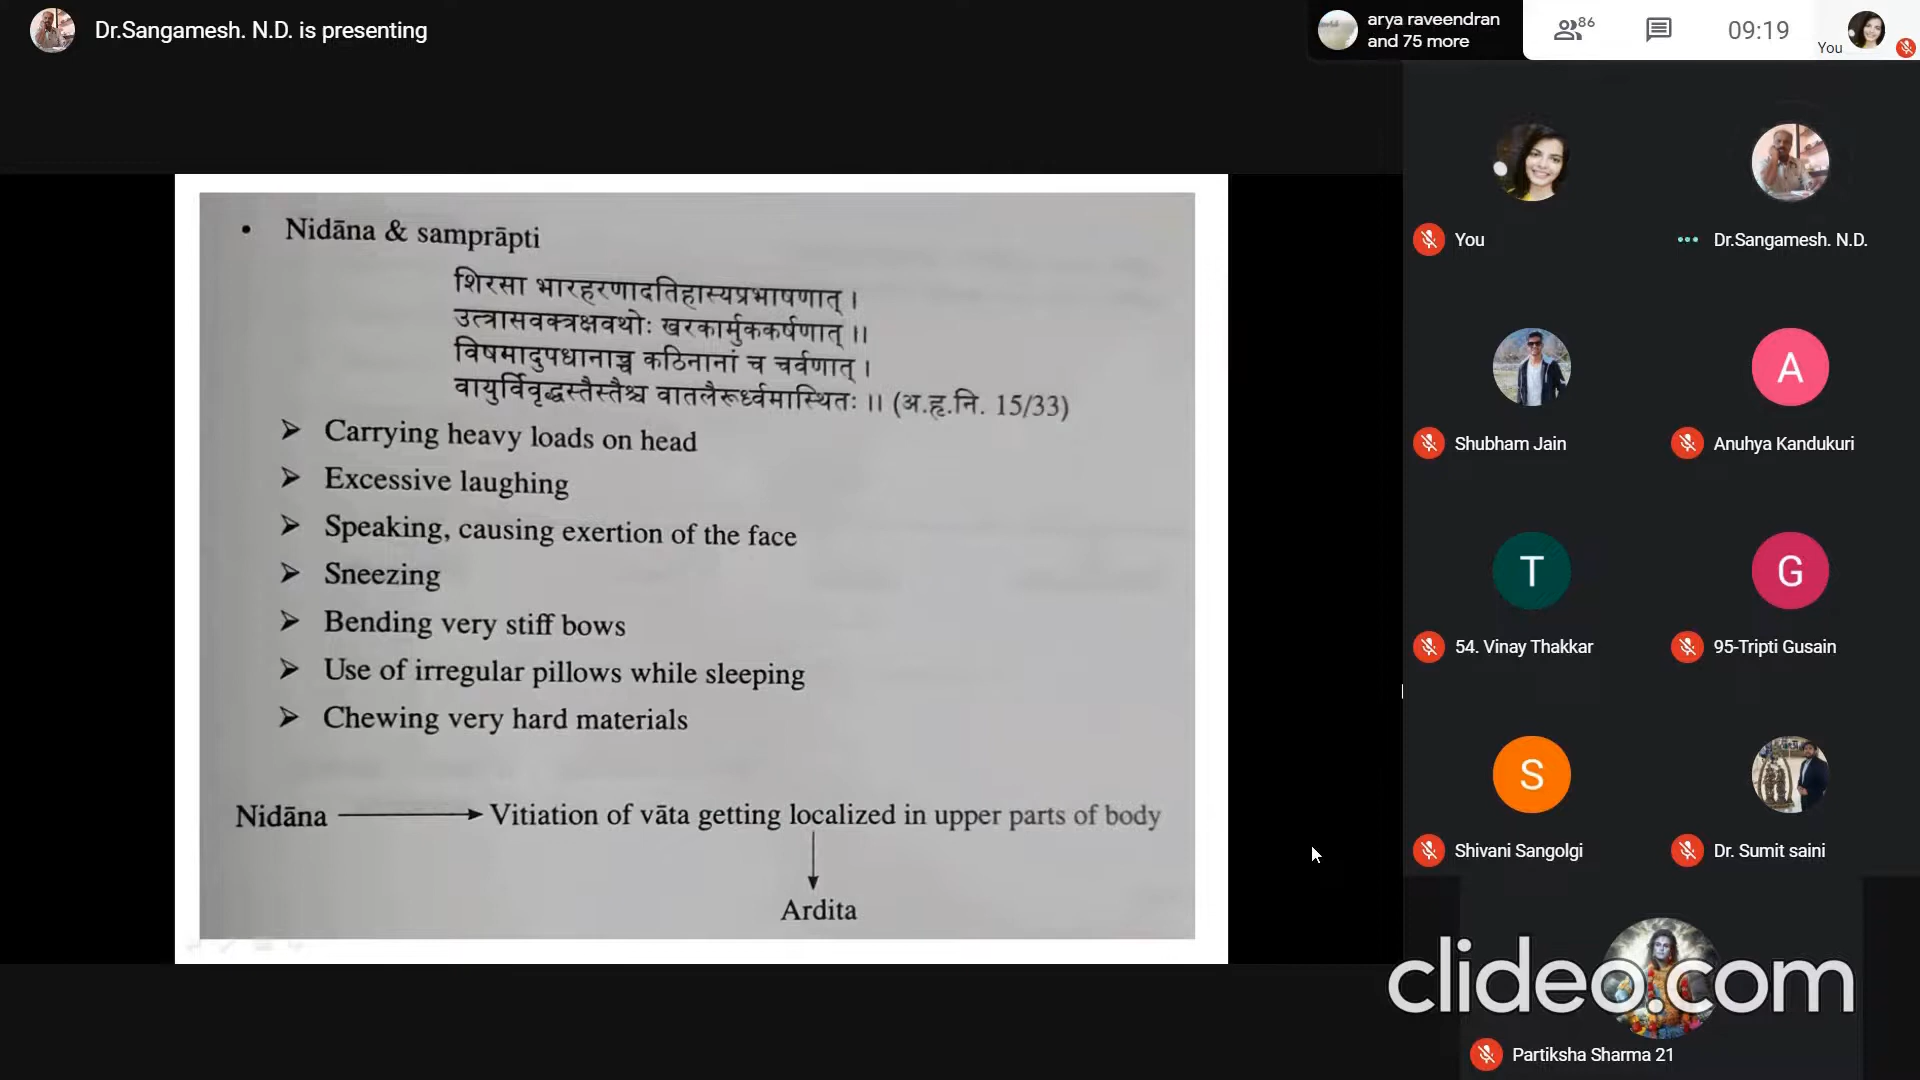 Dr.Sangamesh. N.D. is presenting
arya raveendran
and 75 more
86
09:19
You
• Nidāna & samprāpti
शिरसा भारहरणादतिहास्यप्रभाषणात् ।
उत्त्रासवक्त्रक्षवथोः खरकार्मुककर्षणात् ।।
विषमादुपधानाच्च कठिनानां च चर्वणात् ।
वायुर्विवृद्धस्तैस्तैश्च वातलैरूर्ध्वमास्थितः ।। (अ.हृ.नि. 15/33)
➢ Carrying heavy loads on head
➢ Excessive laughing
➢ Speaking, causing exertion of the face
➢ Sneezing
➢ Bending very stiff bows
➢ Use of irregular pillows while sleeping
➢ Chewing very hard materials
Nidāna → Vitiation of vāta getting localized in upper parts of body
↓
Ardita
You
Dr.Sangamesh. N.D.
A
Shubham Jain
Anuhya Kandukuri
T
G
54. Vinay Thakkar
95-Tripti Gusain
S
Shivani Sangolgi
Dr. Sumit saini
clideo.com
Partiksha Sharma 21